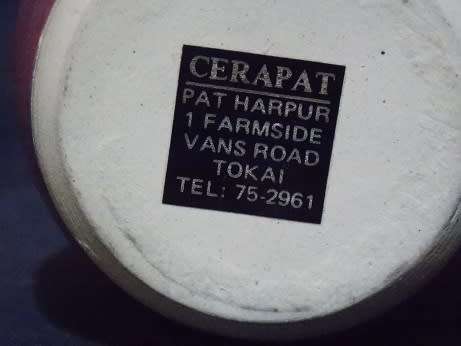 CERAPAT
PAT HARPUR
1 FARMSIDE
VANS ROAD
TOKAI
TEL: 75-2961